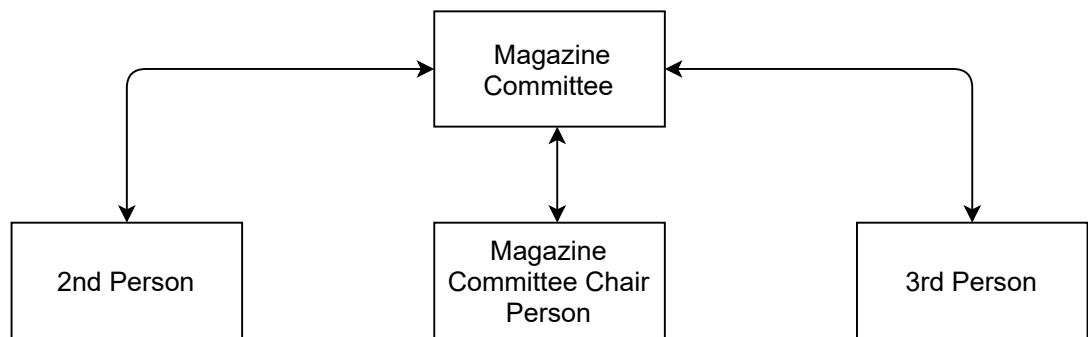 Magazine
Committee
2nd Person
Magazine
Committee Chair
Person
3rd Person